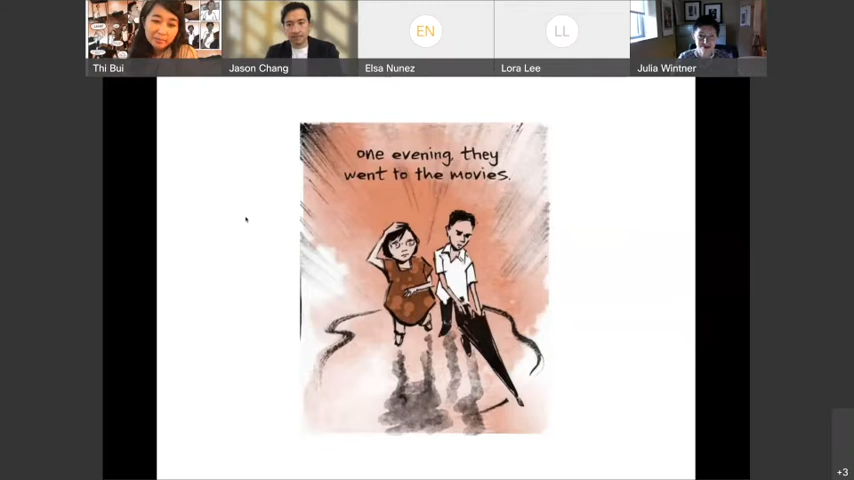 EN
LL
Thi Bui
Jason Chang
Elsa Nunez
Lora Lee
Julia Wintner
one evening, they
went to the movies.
+3